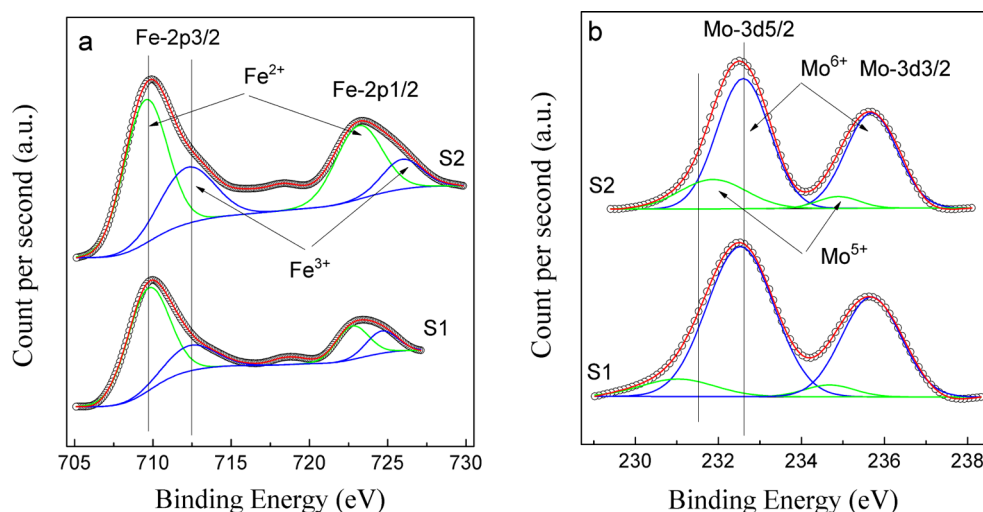 a
Fe-2p3/2
Fe²⁺
Fe-2p1/2
S2
Fe³⁺
S1
Count per second (a.u.)
705 710 715 720 725 730
Binding Energy (eV)
b
Mo-3d5/2
Mo⁶⁺ Mo-3d3/2
S2
Mo⁵⁺
S1
Count per second (a.u.)
230 232 234 236 238
Binding Energy (eV)